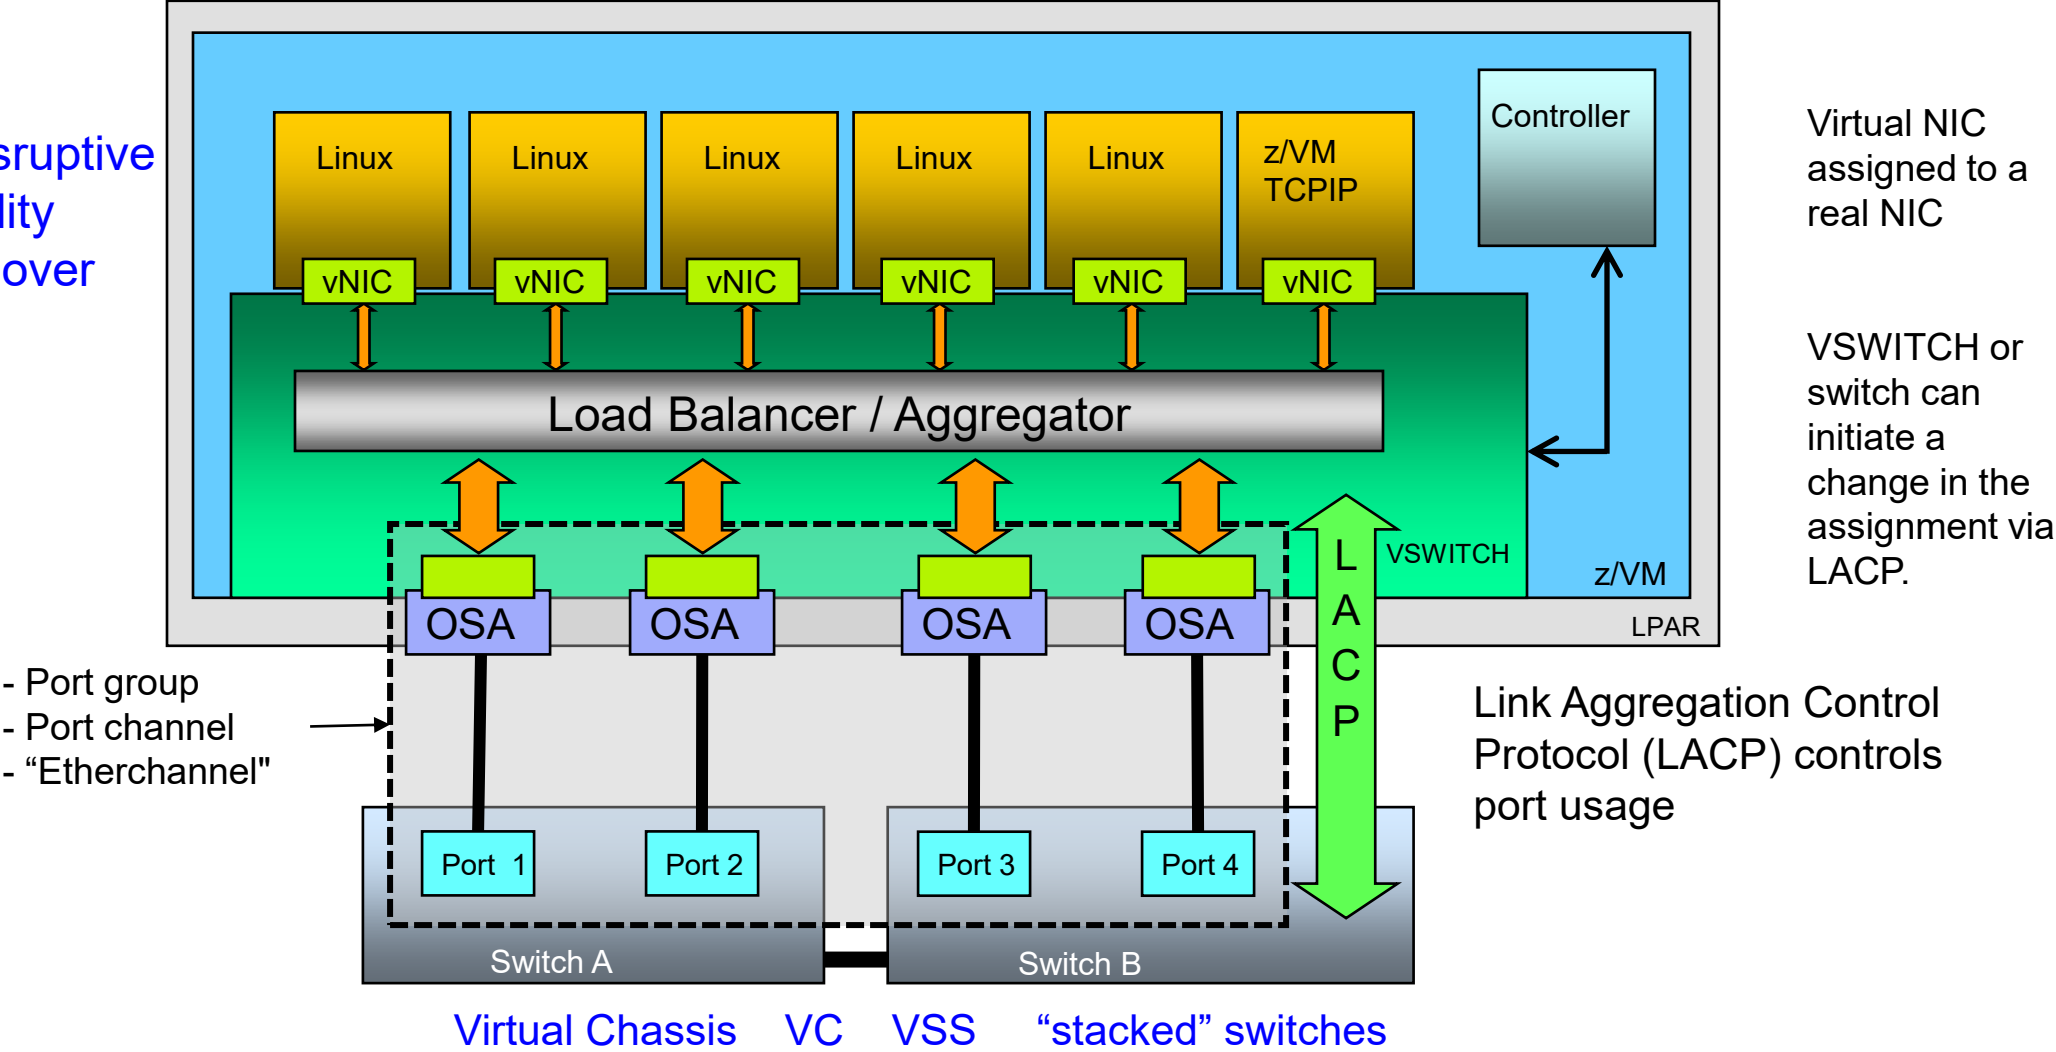 Controller
Linux
Linux
Linux
Linux
Linux
z/VM
TCPIP
vNIC
vNIC
vNIC
vNIC
vNIC
vNIC
Load Balancer / Aggregator
VSWITCH
z/VM
LPAR
OSA
OSA
OSA
OSA
L
A
C
P
over
Virtual NIC
assigned to a
real NIC
VSWITCH or
switch can
initiate a
change in the
assignment via
LACP.
- Port group
- Port channel
- “Etherchannel"
Link Aggregation Control
Protocol (LACP) controls
port usage
Port 1
Port 2
Port 3
Port 4
Switch A
Switch B
Virtual Chassis VC VSS “stacked” switches